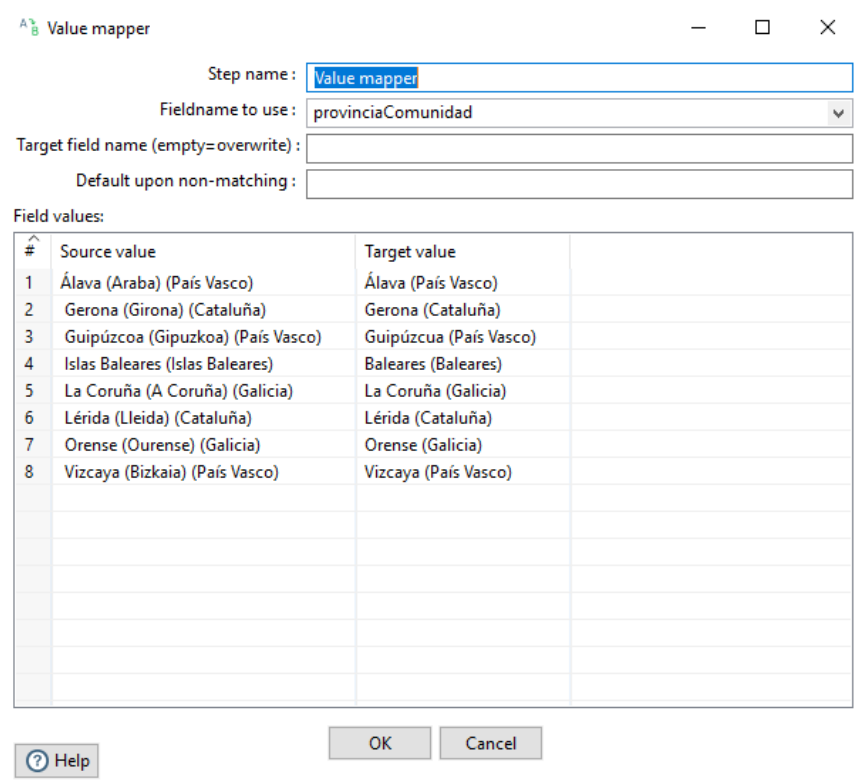 Value mapper
Step name :
Value mapper
Fieldname to use :
provinciaComunidad
Target field name (empty=overwrite) :
Default upon non-matching :
Field values:
# Source value Target value
1 Álava (Araba) (País Vasco) Álava (País Vasco)
2 Gerona (Girona) (Cataluña) Gerona (Cataluña)
3 Guipúzcoa (Gipuzkoa) (País Vasco) Guipúzcua (País Vasco)
4 Islas Baleares (Islas Baleares) Baleares (Baleares)
5 La Coruña (A Coruña) (Galicia) La Coruña (Galicia)
6 Lérida (Lleida) (Cataluña) Lérida (Cataluña)
7 Orense (Ourense) (Galicia) Orense (Galicia)
8 Vizcaya (Bizkaia) (País Vasco) Vizcaya (País Vasco)
OK Cancel
? Help